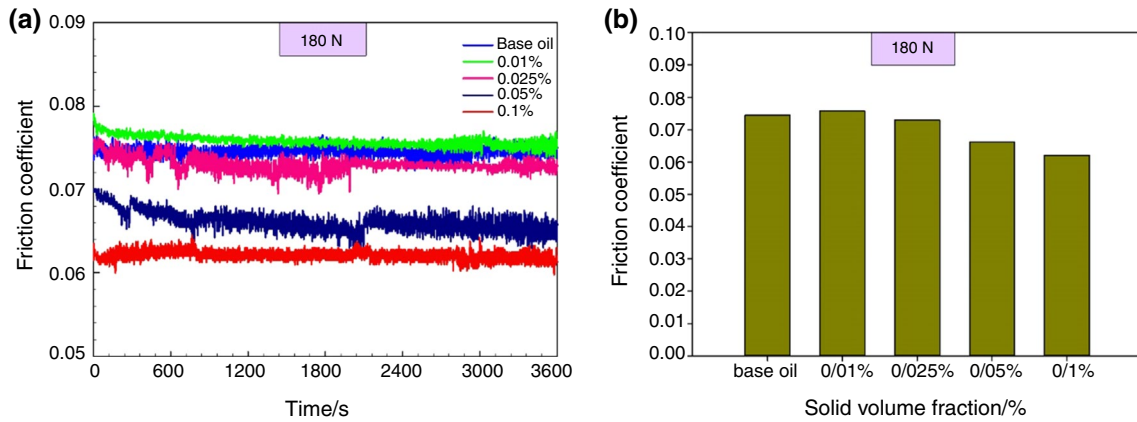 (a)
0.09
0.08
0.07
0.06
0.05
Friction coefficient
180 N
Base oil
0.01%
0.025%
0.05%
0.1%
0 600 1200 1800 2400 3000 3600
Time/s
(b)
0.10
0.09
0.08
0.07
0.06
0.05
0.04
0.03
0.02
0.01
0.00
Friction coefficient
180 N
base oil 0/01% 0/025% 0/05% 0/1%
Solid volume fraction/%